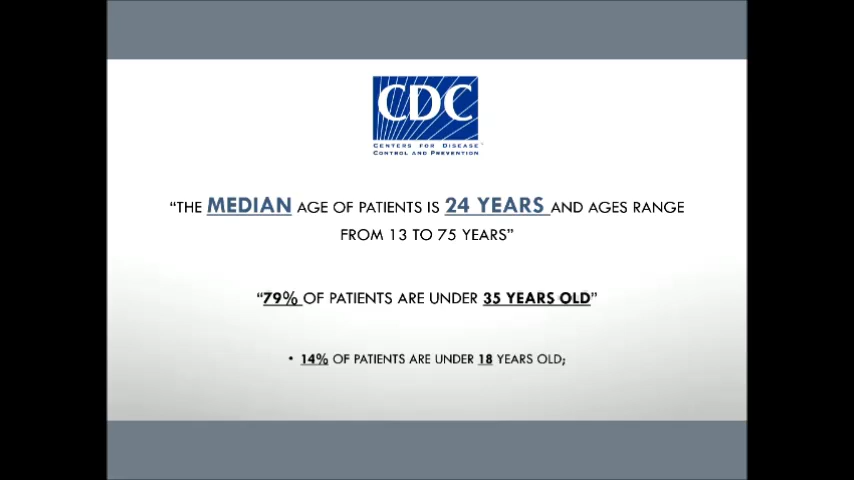 CDC
CENTERS FOR DISEASE
CONTROL AND PREVENTION
“THE MEDIAN AGE OF PATIENTS IS 24 YEARS AND AGES RANGE
FROM 13 TO 75 YEARS”
“79% OF PATIENTS ARE UNDER 35 YEARS OLD”
• 14% OF PATIENTS ARE UNDER 18 YEARS OLD;